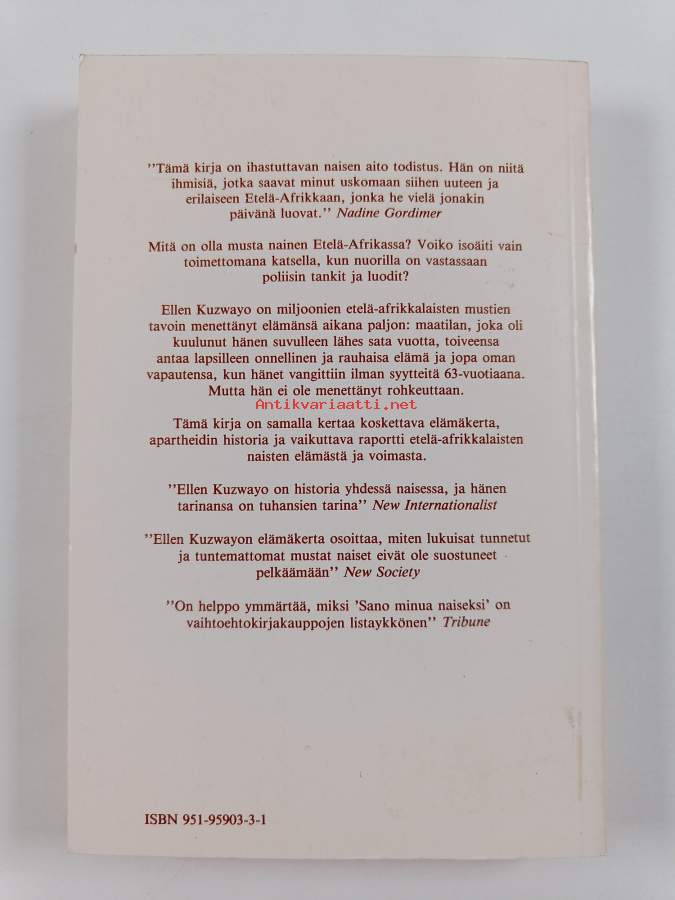 "Tämä kirja on ihastuttavan naisen aito todistus. Hän on niitä
ihmisiä, jotka saavat minut uskomaan siihen uuteen ja
erilaiseen Etelä-Afrikkaan, jonka he vielä jonakin
päivänä luovat." Nadine Gordimer
Mitä on olla musta nainen Etelä-Afrikassa? Voiko isoäiti vain
toimettomana katsella, kun nuorilla on vastassaan
poliisin tankit ja luodit?
Ellen Kuzwayo on miljoonien etelä-afrikkalaisten mustien
tavoin menettänyt elämänsä aikana paljon: maatilan, joka oli
kuulunut hänen suvulleen lähes sata vuotta, toiveensa
antaa lapsilleen onnellinen ja rauhaisa elämä ja jopa oman
vapautensa, kun hänet vangittiin ilman syytteitä 63-vuotiaana.
Mutta hän ei ole menettänyt rohkeuttaan.
Antikvariaatti.net
Tämä kirja on samalla kertaa koskettava elämäkerta,
apartheidin historia ja vaikuttava raportti etelä-afrikkalaisten
naisten elämästä ja voimasta.
"Ellen Kuzwayo on historia yhdessä naisessa, ja hänen
tarinansa on tuhansien tarina" New Internationalist
"Ellen Kuzwayon elämäkerta osoittaa, miten lukuisat tunnetut
ja tuntemattomat mustat naiset eivät ole suostuneet
pelkäämään" New Society
"On helppo ymmärtää, miksi 'Sano minua naiseksi' on
vaihtoehtokirjakauppojen listaykkönen" Tribune
ISBN 951-95903-3-1